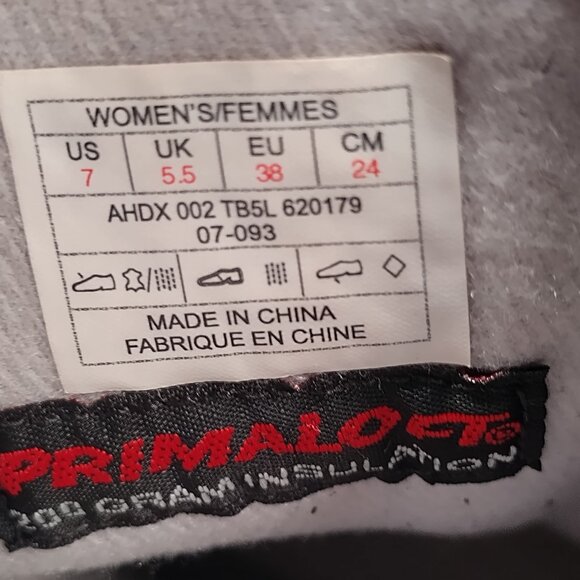 WOMEN'S/FEMMES
US UK EU CM
7 5.5 38 24
AHDX 002 TB5L 620179
07-093
MADE IN CHINA
FABRIQUE EN CHINE
PRIMALOFT®
200 GRAM INSULATION